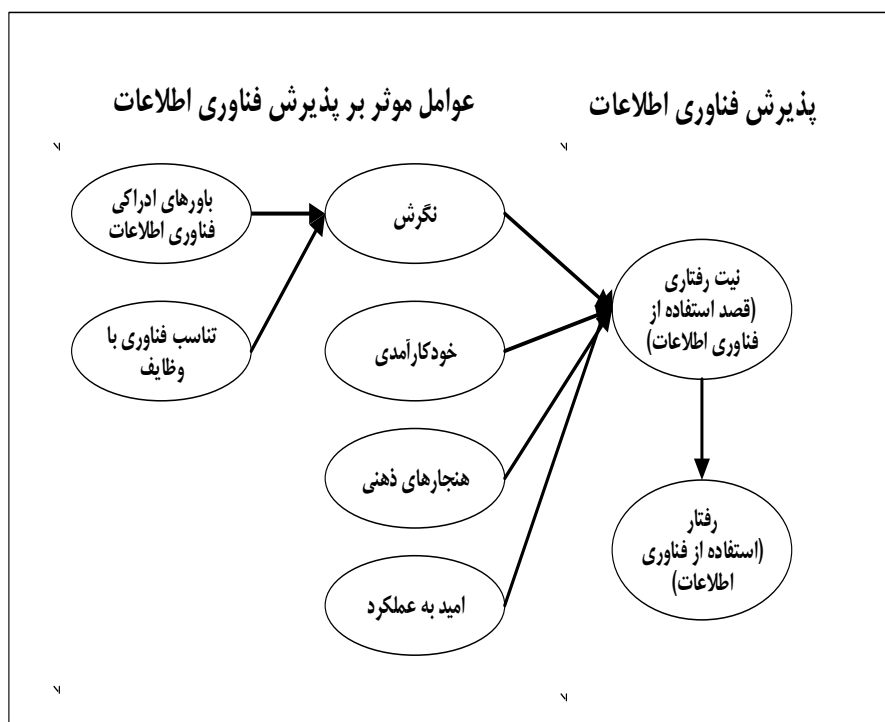 پذیرش فناوری اطلاعات
عوامل موثر بر پذیرش فناوری اطلاعات
باورهای ادراکی
فناوری اطلاعات
نگرش
نیت رفتاری
(قصد استفاده از
فناوری اطلاعات)
تناسب فناوری با
وظایف
خودکارآمدی
هنجارهای ذهنی
رفتار
(استفاده از فناوری
اطلاعات)
امید به عملکرد